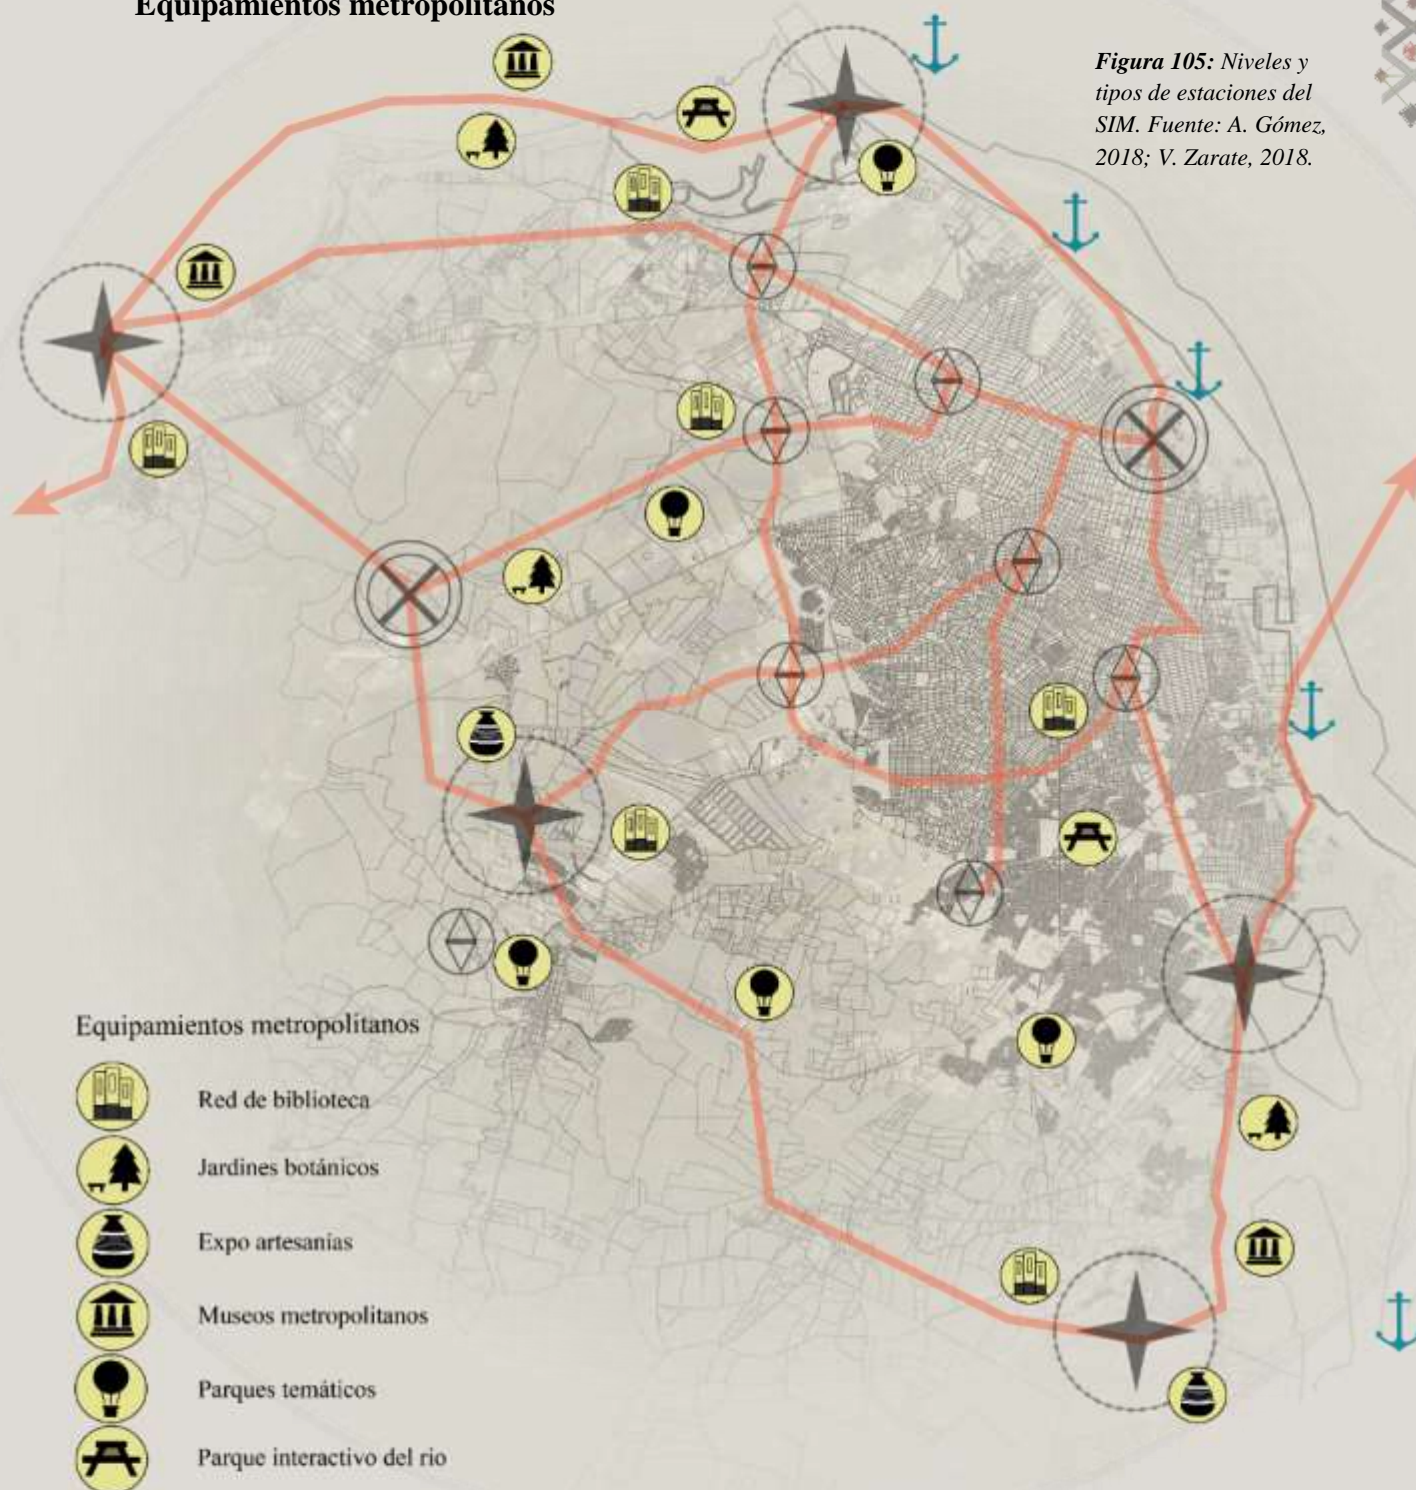 Equipamientos metropolitanos
Figura 105: Niveles y
tipos de estaciones del
SIM. Fuente: A. Gómez,
2018; V. Zarate, 2018.
Equipamientos metropolitanos
Red de biblioteca
Jardines botánicos
Expo artesanías
Museos metropolitanos
Parques temáticos
Parque interactivo del rio